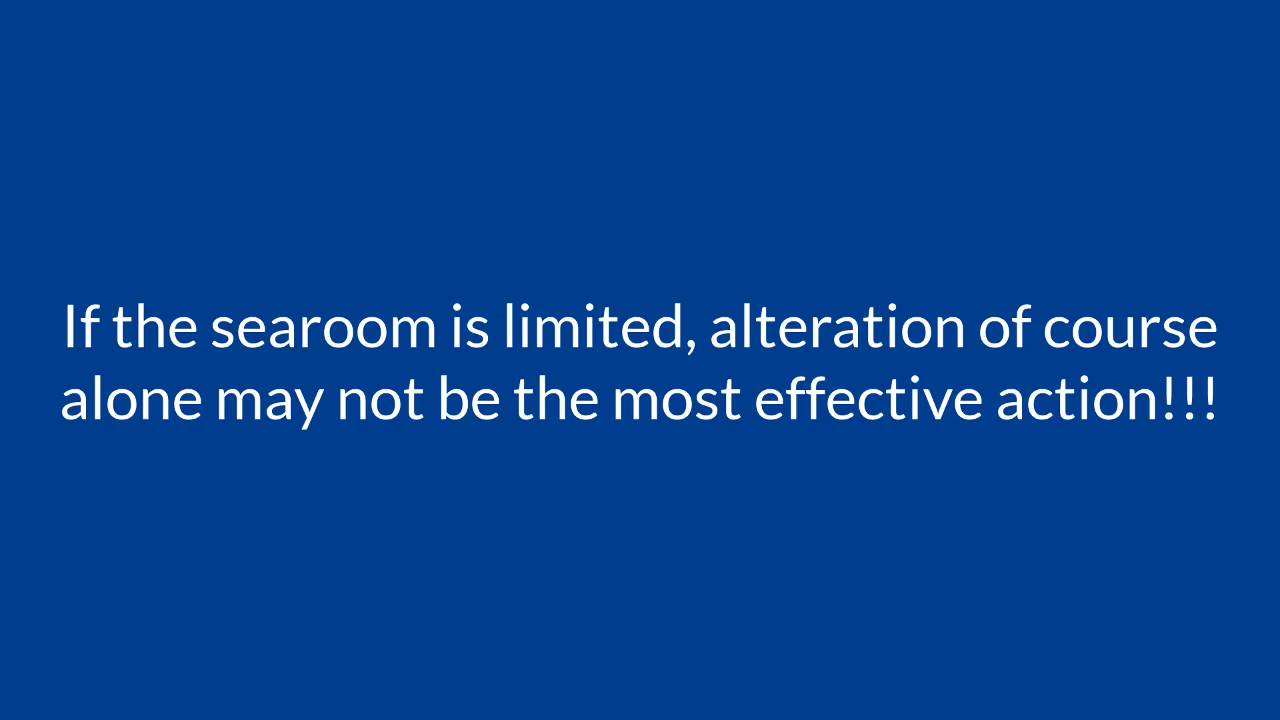 If the searoom is limited, alteration of course
alone may not be the most effective action!!!